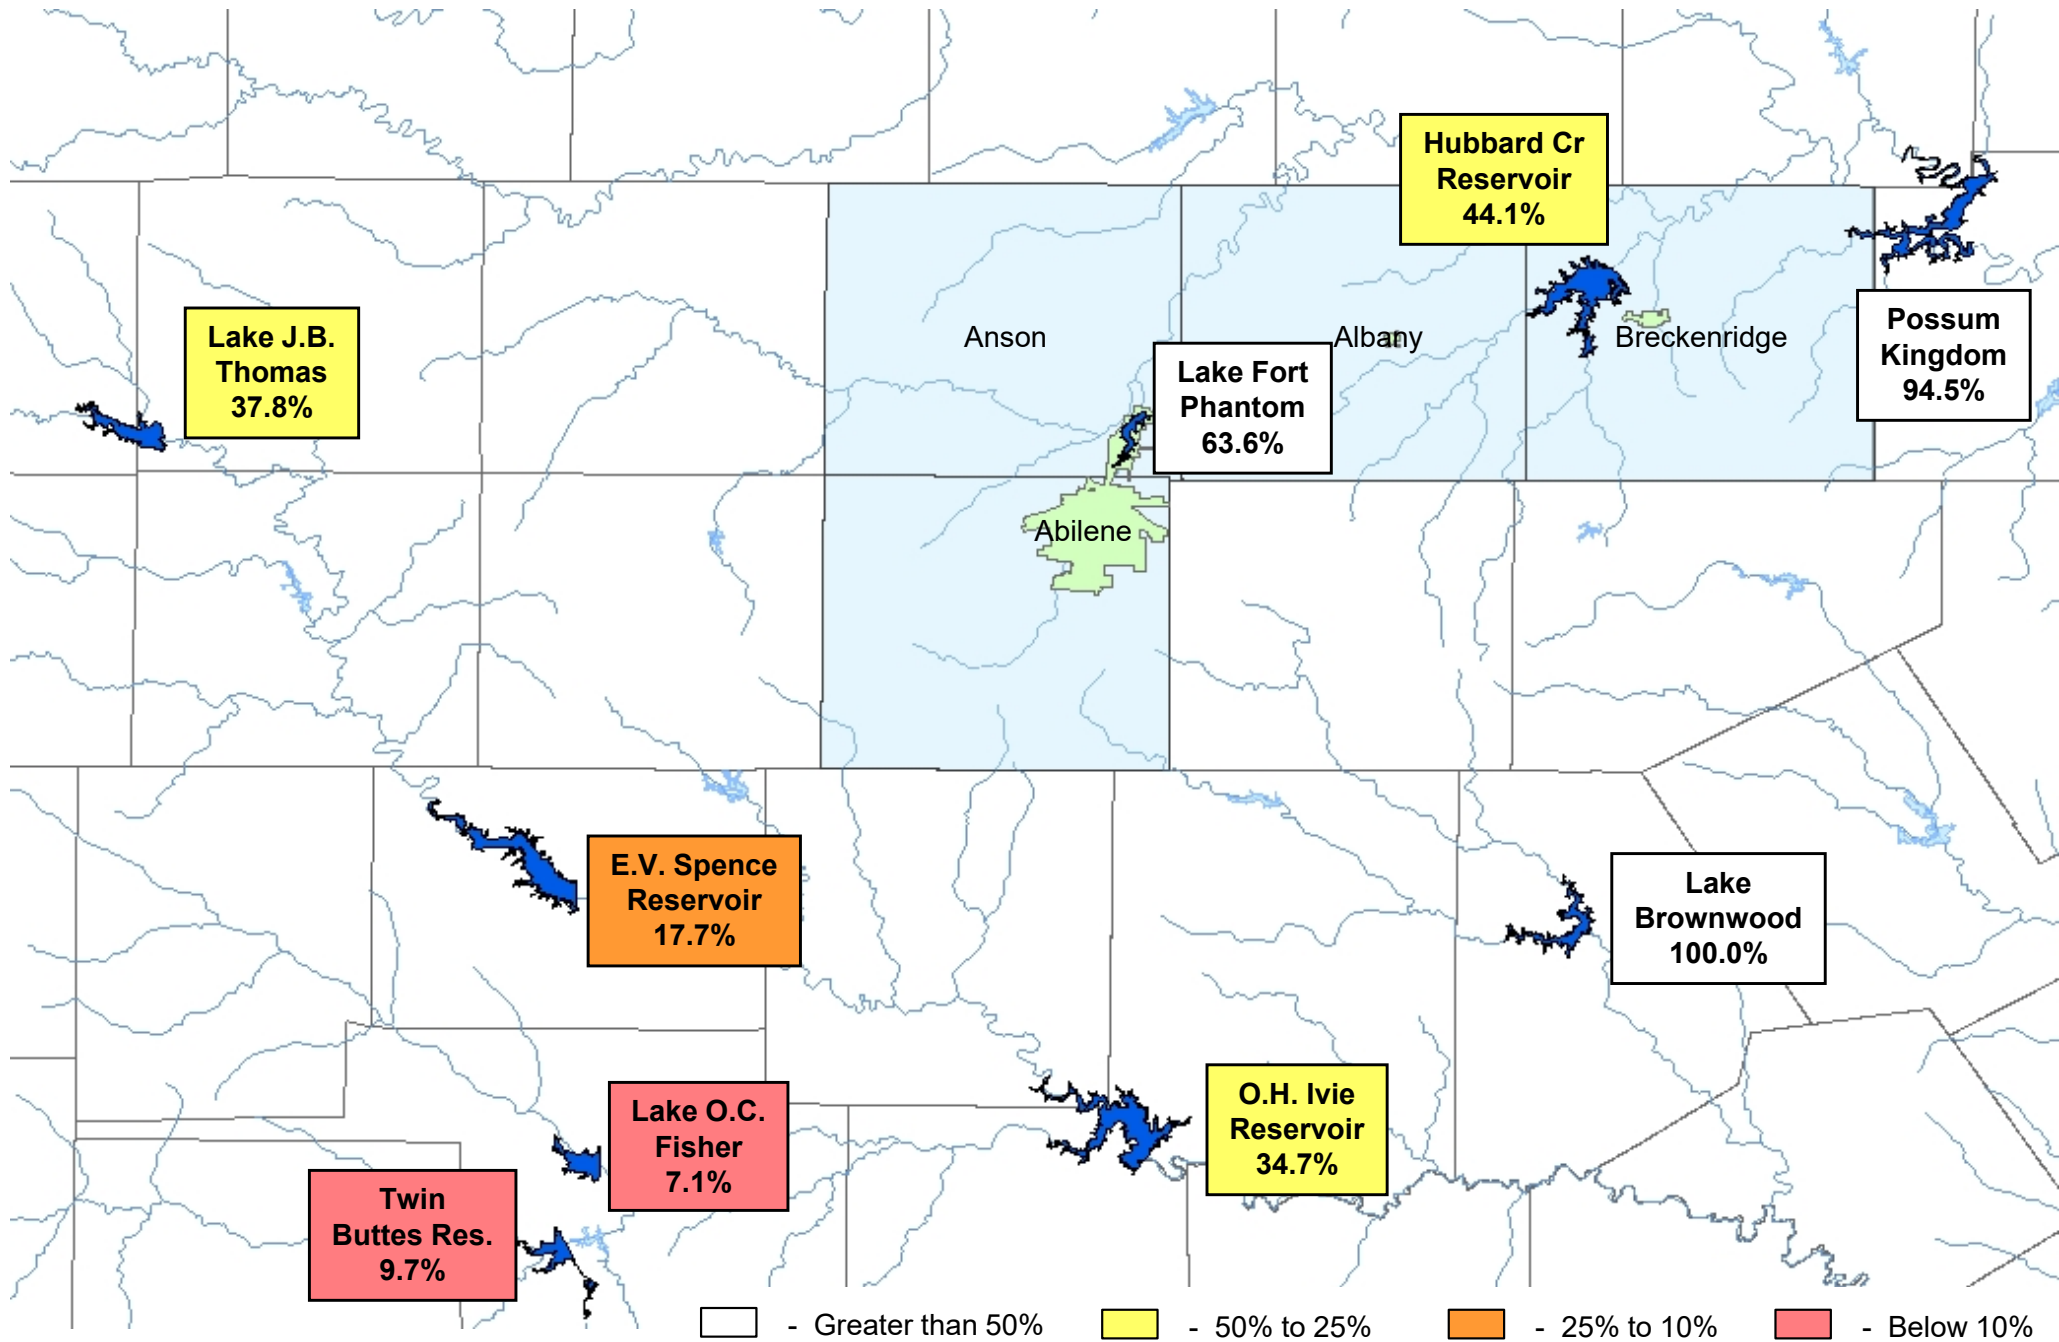 Hubbard Cr
Reservoir
44.1%
Lake J.B.
Thomas
37.8%
Anson
Albany
Breckenridge
Possum
Kingdom
94.5%
Lake Fort
Phantom
63.6%
Abilene
E.V. Spence
Reservoir
17.7%
Lake
Brownwood
100.0%
Lake O.C.
Fisher
7.1%
O.H. Ivie
Reservoir
34.7%
Twin
Buttes Res.
9.7%
- Greater than 50%
- 50% to 25%
- 25% to 10%
- Below 10%